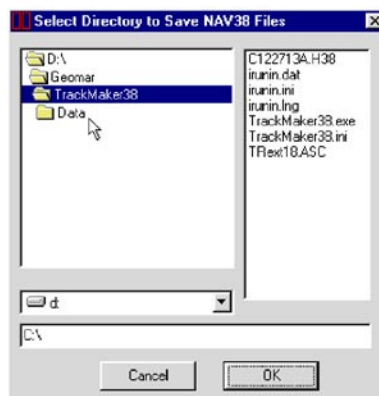 Select Directory to Save NAV38 Files
D:\
Geomar
TrackMaker38
Data
C122713A.H38
irunin.dat
irunin.ini
irunin.lng
TrackMaker38.exe
TrackMaker38.ini
TRext18.ASC
d:
C:\
Cancel
OK